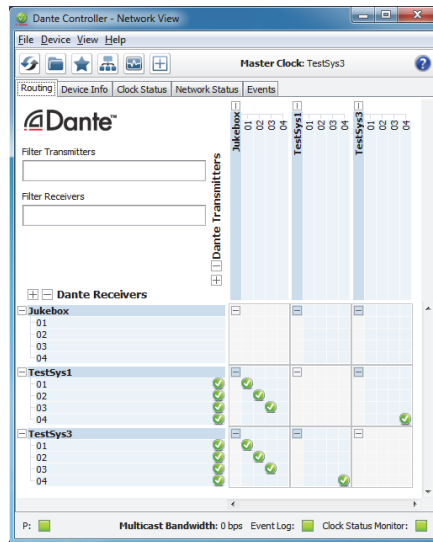 Dante Controller - Network View
File Device View Help
Master Clock: TestSys3
?
Routing Device Info Clock Status Network Status Events
Dante™
Filter Transmitters
Filter Receivers
Dante Transmitters
Jukebox 01 02 03 04 TestSys1 01 02 03 04 TestSys3 01 02 03 04
Dante Receivers
Jukebox
01
02
03
04
TestSys1
01
02
03
04
TestSys3
01
02
03
04
P: Multicast Bandwidth: 0 bps Event Log: Clock Status Monitor: